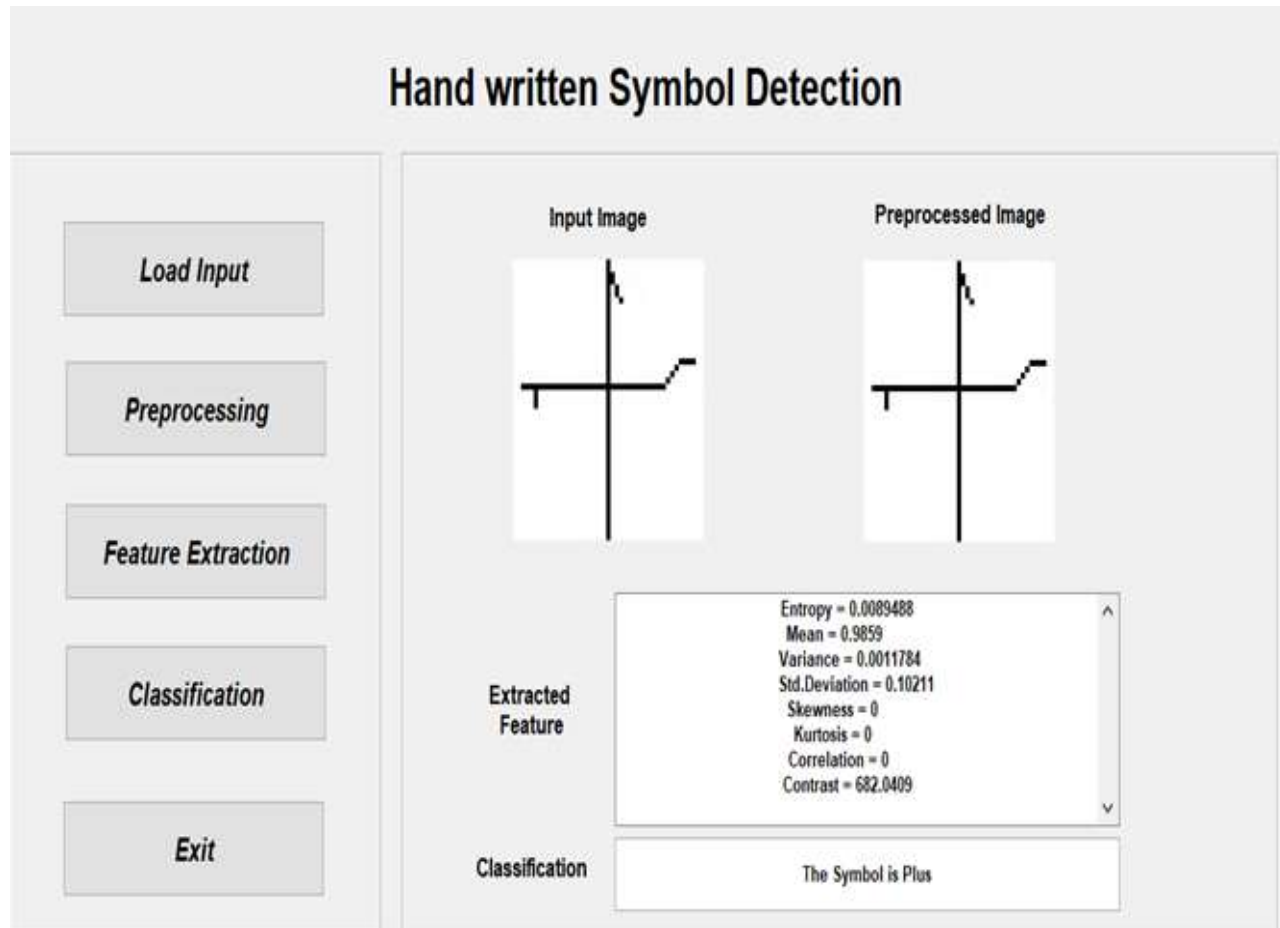 Hand written Symbol Detection
Load Input
Preprocessing
Feature Extraction
Classification
Exit
Input Image
Preprocessed Image
Extracted
Feature
Entropy = 0.0089488
Mean = 0.9859
Variance = 0.0011784
Std.Deviation = 0.10211
Skewness = 0
Kurtosis = 0
Correlation = 0
Contrast = 682.0409
Classification
The Symbol is Plus